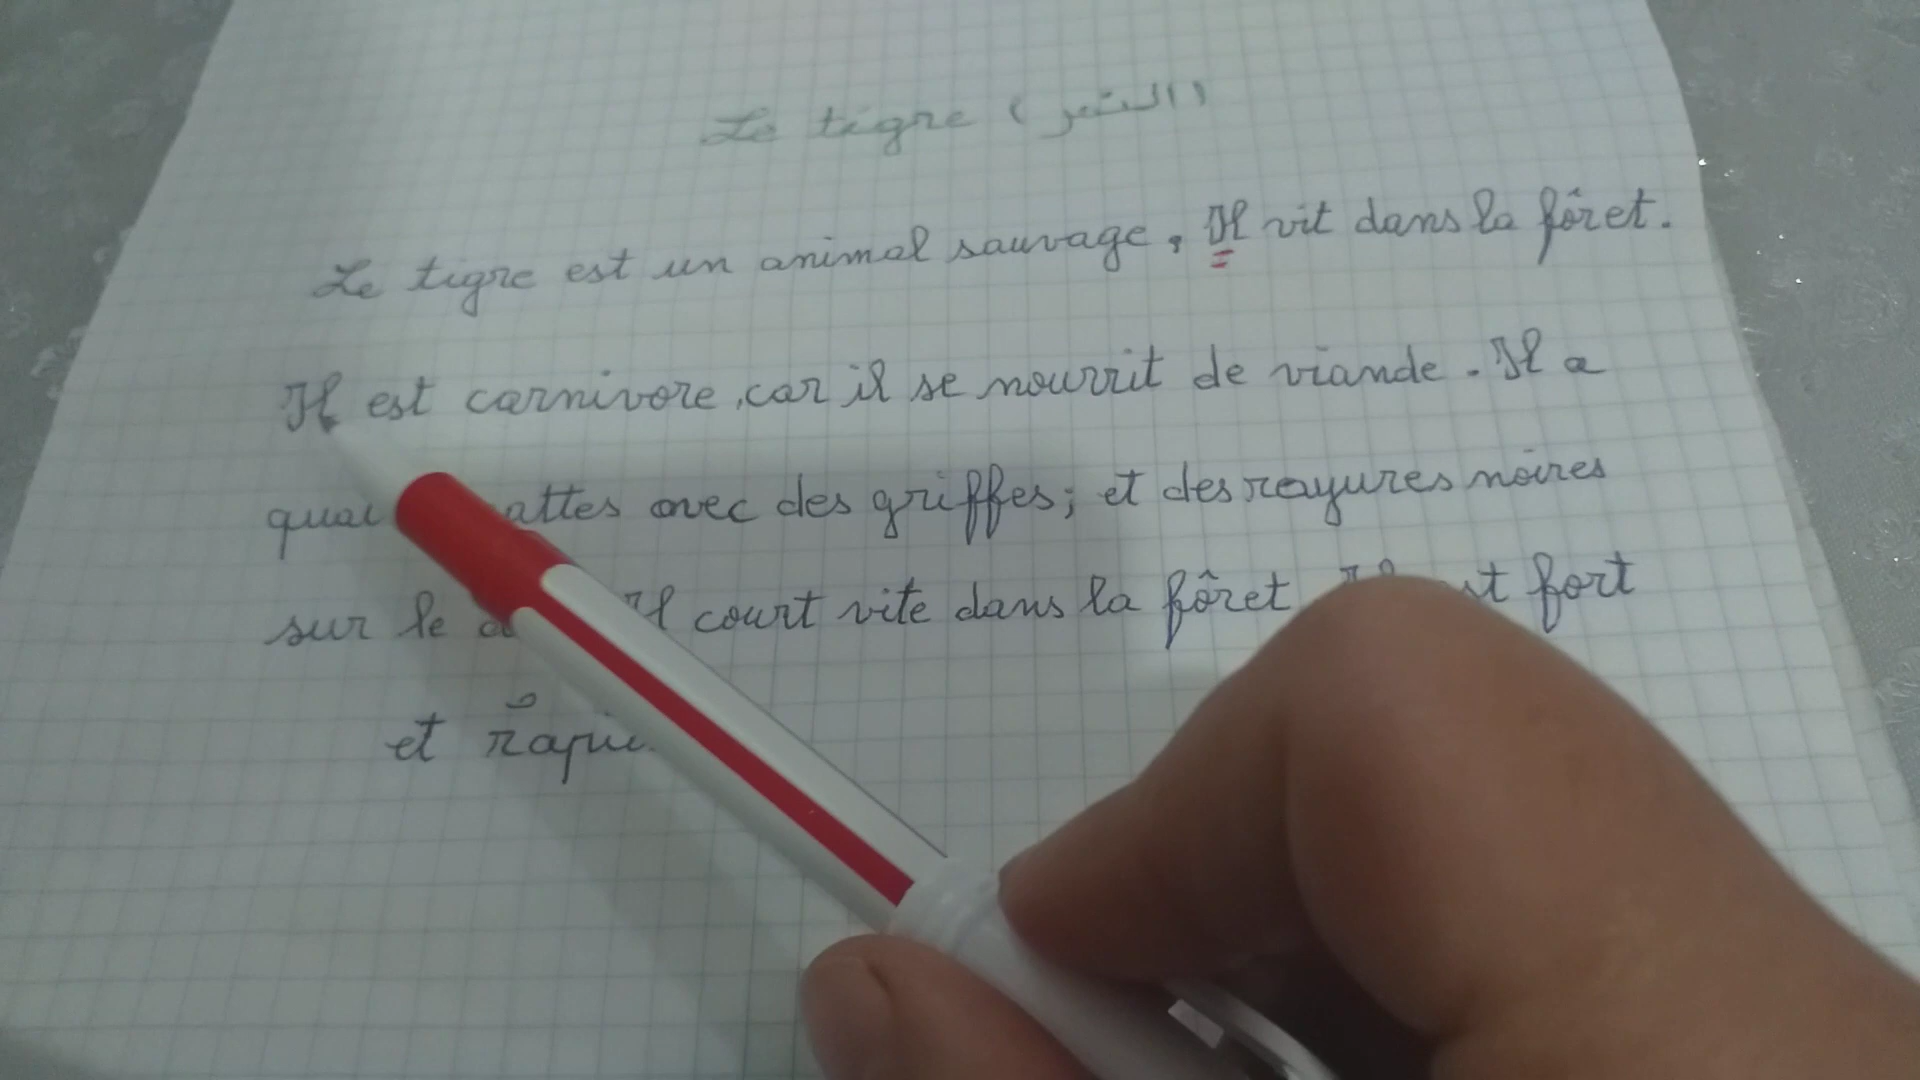 Le tigre (النمر)
Le tigre est un animal sauvage. Il vit dans la fôret.
Il est carnivore, car il se nourrit de viande. Il a
attes avec des griffes; et des rayures noires
sur le Il court vite dans la fôret Il fort
et